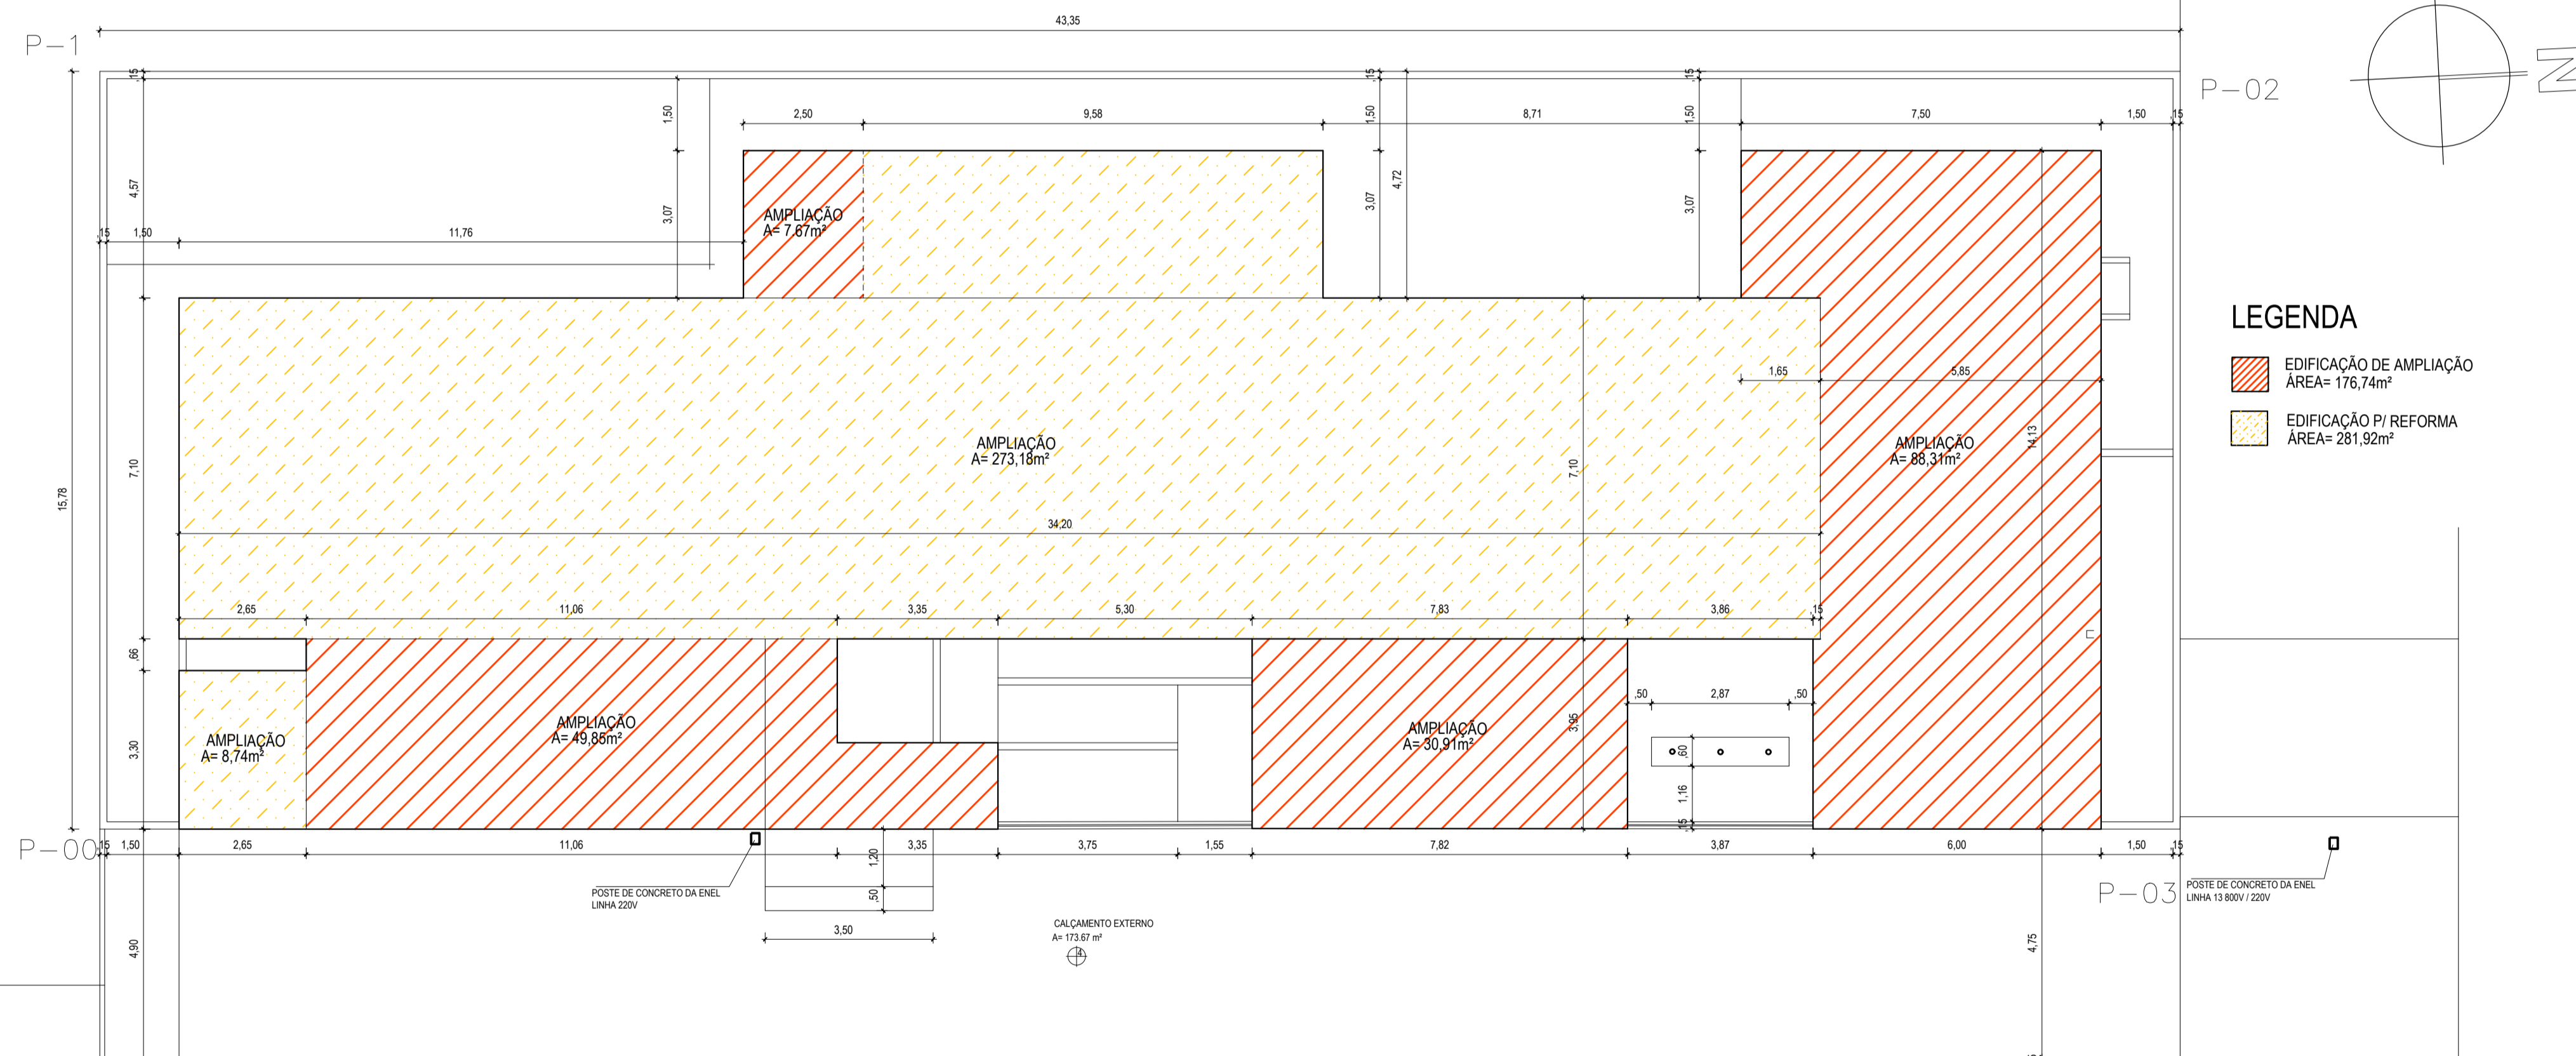 43,35
P-1
,15
,15
,15
P-02
N
1,50
2,50
9,58
1,50
8,71
1,50
7,50
1,50
,15
4,57
3,07
AMPLIAÇÃO
A= 7.67m²
3,07
4,72
3,07
,15
1,50
11,76
LEGENDA
EDIFICAÇÃO DE AMPLIAÇÃO
ÁREA= 176,74m²
EDIFICAÇÃO P/ REFORMA
ÁREA= 281,92m²
1,65
5,85
15,78
7,10
AMPLIAÇÃO
A= 273,18m²
7,10
AMPLIAÇÃO
A= 88,31m²
14,13
34,20
2,65
11,06
3,35
5,30
7,83
3,86
,15
,66
3,30
AMPLIAÇÃO
A= 8,74m²
AMPLIAÇÃO
A= 49,85m²
AMPLIAÇÃO
A= 30,91m²
3,95
,50
2,87
,50
,60
1,16
,15
P-00
,15
1,50
2,65
11,06
3,35
3,75
1,55
7,82
3,87
6,00
1,50
,15
1,20
,50
POSTE DE CONCRETO DA ENEL
LINHA 220V
P-03
POSTE DE CONCRETO DA ENEL
LINHA 13 800V / 220V
3,50
CALÇAMENTO EXTERNO
A= 173.67 m²
4
4,90
4,75